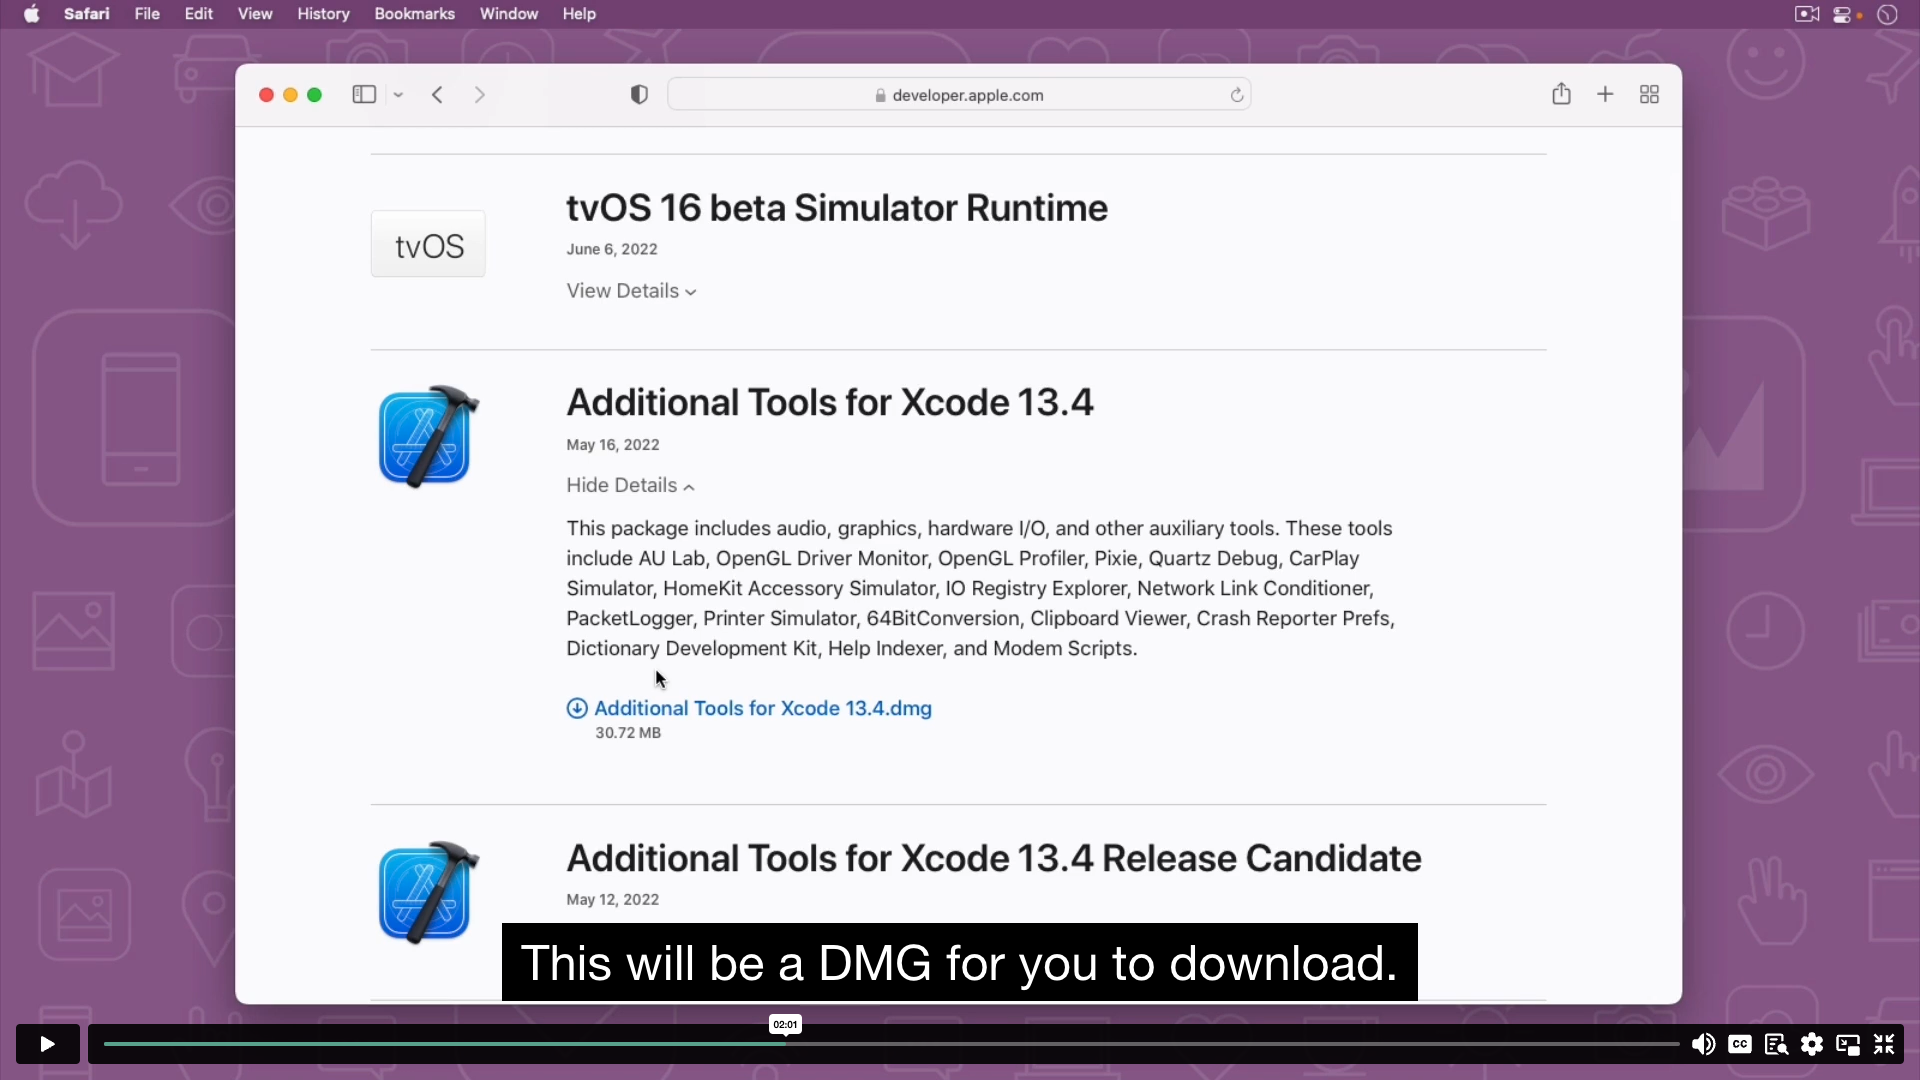 Safari File Edit View History Bookmarks Window Help
developer.apple.com
tvOS
tvOS 16 beta Simulator Runtime
June 6, 2022
View Details
Additional Tools for Xcode 13.4
May 16, 2022
Hide Details
This package includes audio, graphics, hardware I/O, and other auxiliary tools. These tools
include AU Lab, OpenGL Driver Monitor, OpenGL Profiler, Pixie, Quartz Debug, CarPlay
Simulator, HomeKit Accessory Simulator, IO Registry Explorer, Network Link Conditioner,
PacketLogger, Printer Simulator, 64BitConversion, Clipboard Viewer, Crash Reporter Prefs,
Dictionary Development Kit, Help Indexer, and Modem Scripts.
Additional Tools for Xcode 13.4.dmg
30.72 MB
Additional Tools for Xcode 13.4 Release Candidate
May 12, 2022
This will be a DMG for you to download.
02:01
CC